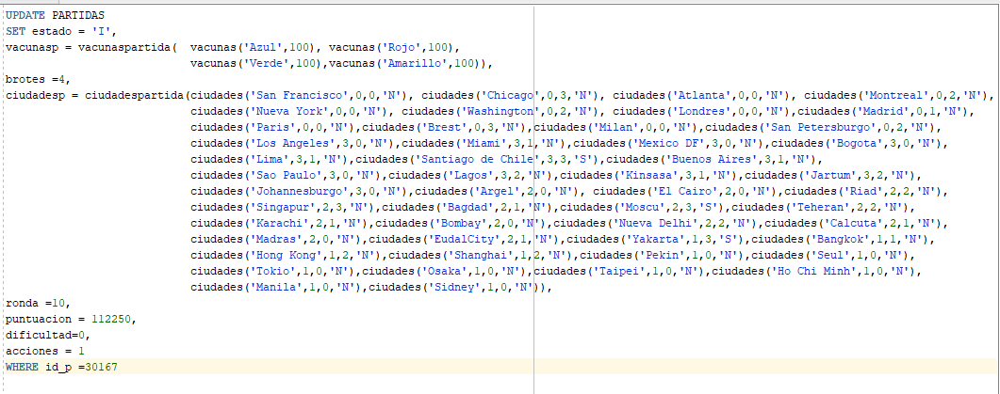 UPDATE PARTIDAS
SET estado = 'I',
vacunasp = vacunaspartida(  vacunas('Azul',100), vacunas('Rojo',100),
vacunas('Verde',100),vacunas('Amarillo',100)),
brotes =4,
ciudadesp = ciudadespartida(ciudades('San Francisco',0,0,'N'), ciudades('Chicago',0,3,'N'), ciudades('Atlanta',0,0,'N'), ciudades('Montreal',0,2,'N'),
ciudades('Nueva York',0,0,'N'), ciudades('Washington',0,2,'N'), ciudades('Londres',0,0,'N'),ciudades('Madrid',0,1,'N'),
ciudades('Paris',0,0,'N'),ciudades('Brest',0,3,'N'),ciudades('Milan',0,0,'N'),ciudades('San Petersburgo',0,2,'N'),
ciudades('Los Angeles',3,0,'N'),ciudades('Miami',3,1,'N'),ciudades('Mexico DF',3,0,'N'),ciudades('Bogota',3,0,'N'),
ciudades('Lima',3,1,'N'),ciudades('Santiago de Chile',3,3,'S'),ciudades('Buenos Aires',3,1,'N'),
ciudades('Sao Paulo',3,0,'N'),ciudades('Lagos',3,2,'N'),ciudades('Kinsasa',3,1,'N'),ciudades('Jartum',3,2,'N'),
ciudades('Johannesburgo',3,0,'N'),ciudades('Argel',2,0,'N'), ciudades('El Cairo',2,0,'N'),ciudades('Riad',2,2,'N'),
ciudades('Singapur',2,3,'N'),ciudades('Bagdad',2,1,'N'),ciudades('Moscu',2,3,'S'),ciudades('Teheran',2,2,'N'),
ciudades('Karachi',2,1,'N'),ciudades('Bombay',2,0,'N'),ciudades('Nueva Delhi',2,2,'N'),ciudades('Calcuta',2,1,'N'),
ciudades('Madras',2,0,'N'),ciudades('EudalCity',2,1,'N'),ciudades('Yakarta',1,3,'S'),ciudades('Bangkok',1,1,'N'),
ciudades('Hong Kong',1,2,'N'),ciudades('Shanghai',1,2,'N'),ciudades('Pekin',1,0,'N'),ciudades('Seul',1,0,'N'),
ciudades('Tokio',1,0,'N'),ciudades('Osaka',1,0,'N'),ciudades('Taipei',1,0,'N'),ciudades('Ho Chi Minh',1,0,'N'),
ciudades('Manila',1,0,'N'),ciudades('Sidney',1,0,'N')),
ronda =10,
puntuacion = 112250,
dificultad=0,
acciones = 1
WHERE id_p =30167